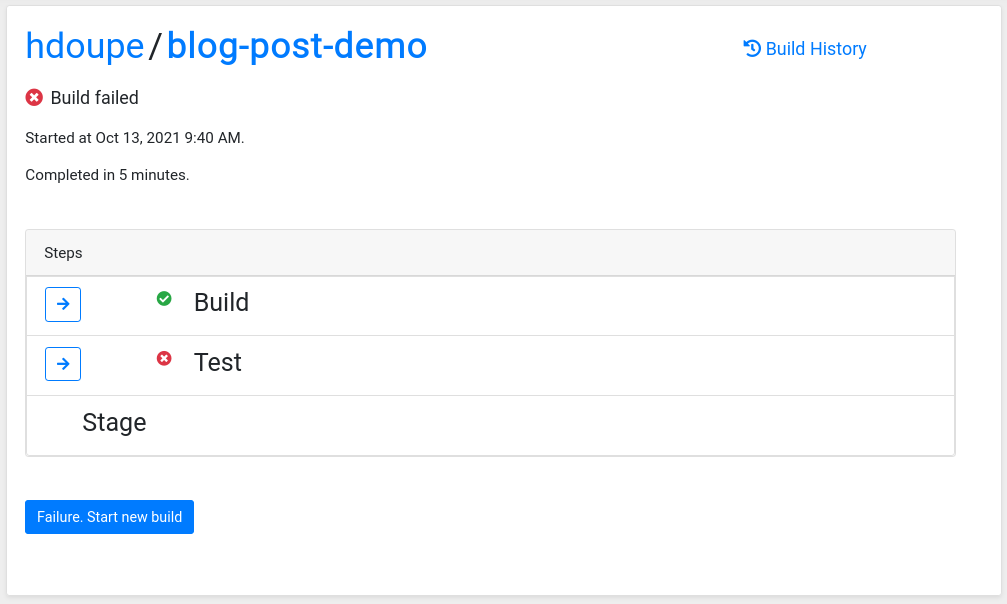 hdoupe/blog-post-demo
Build History
Build failed
Started at Oct 13, 2021 9:40 AM.
Completed in 5 minutes.
Steps
Build
Test
Stage
Failure. Start new build